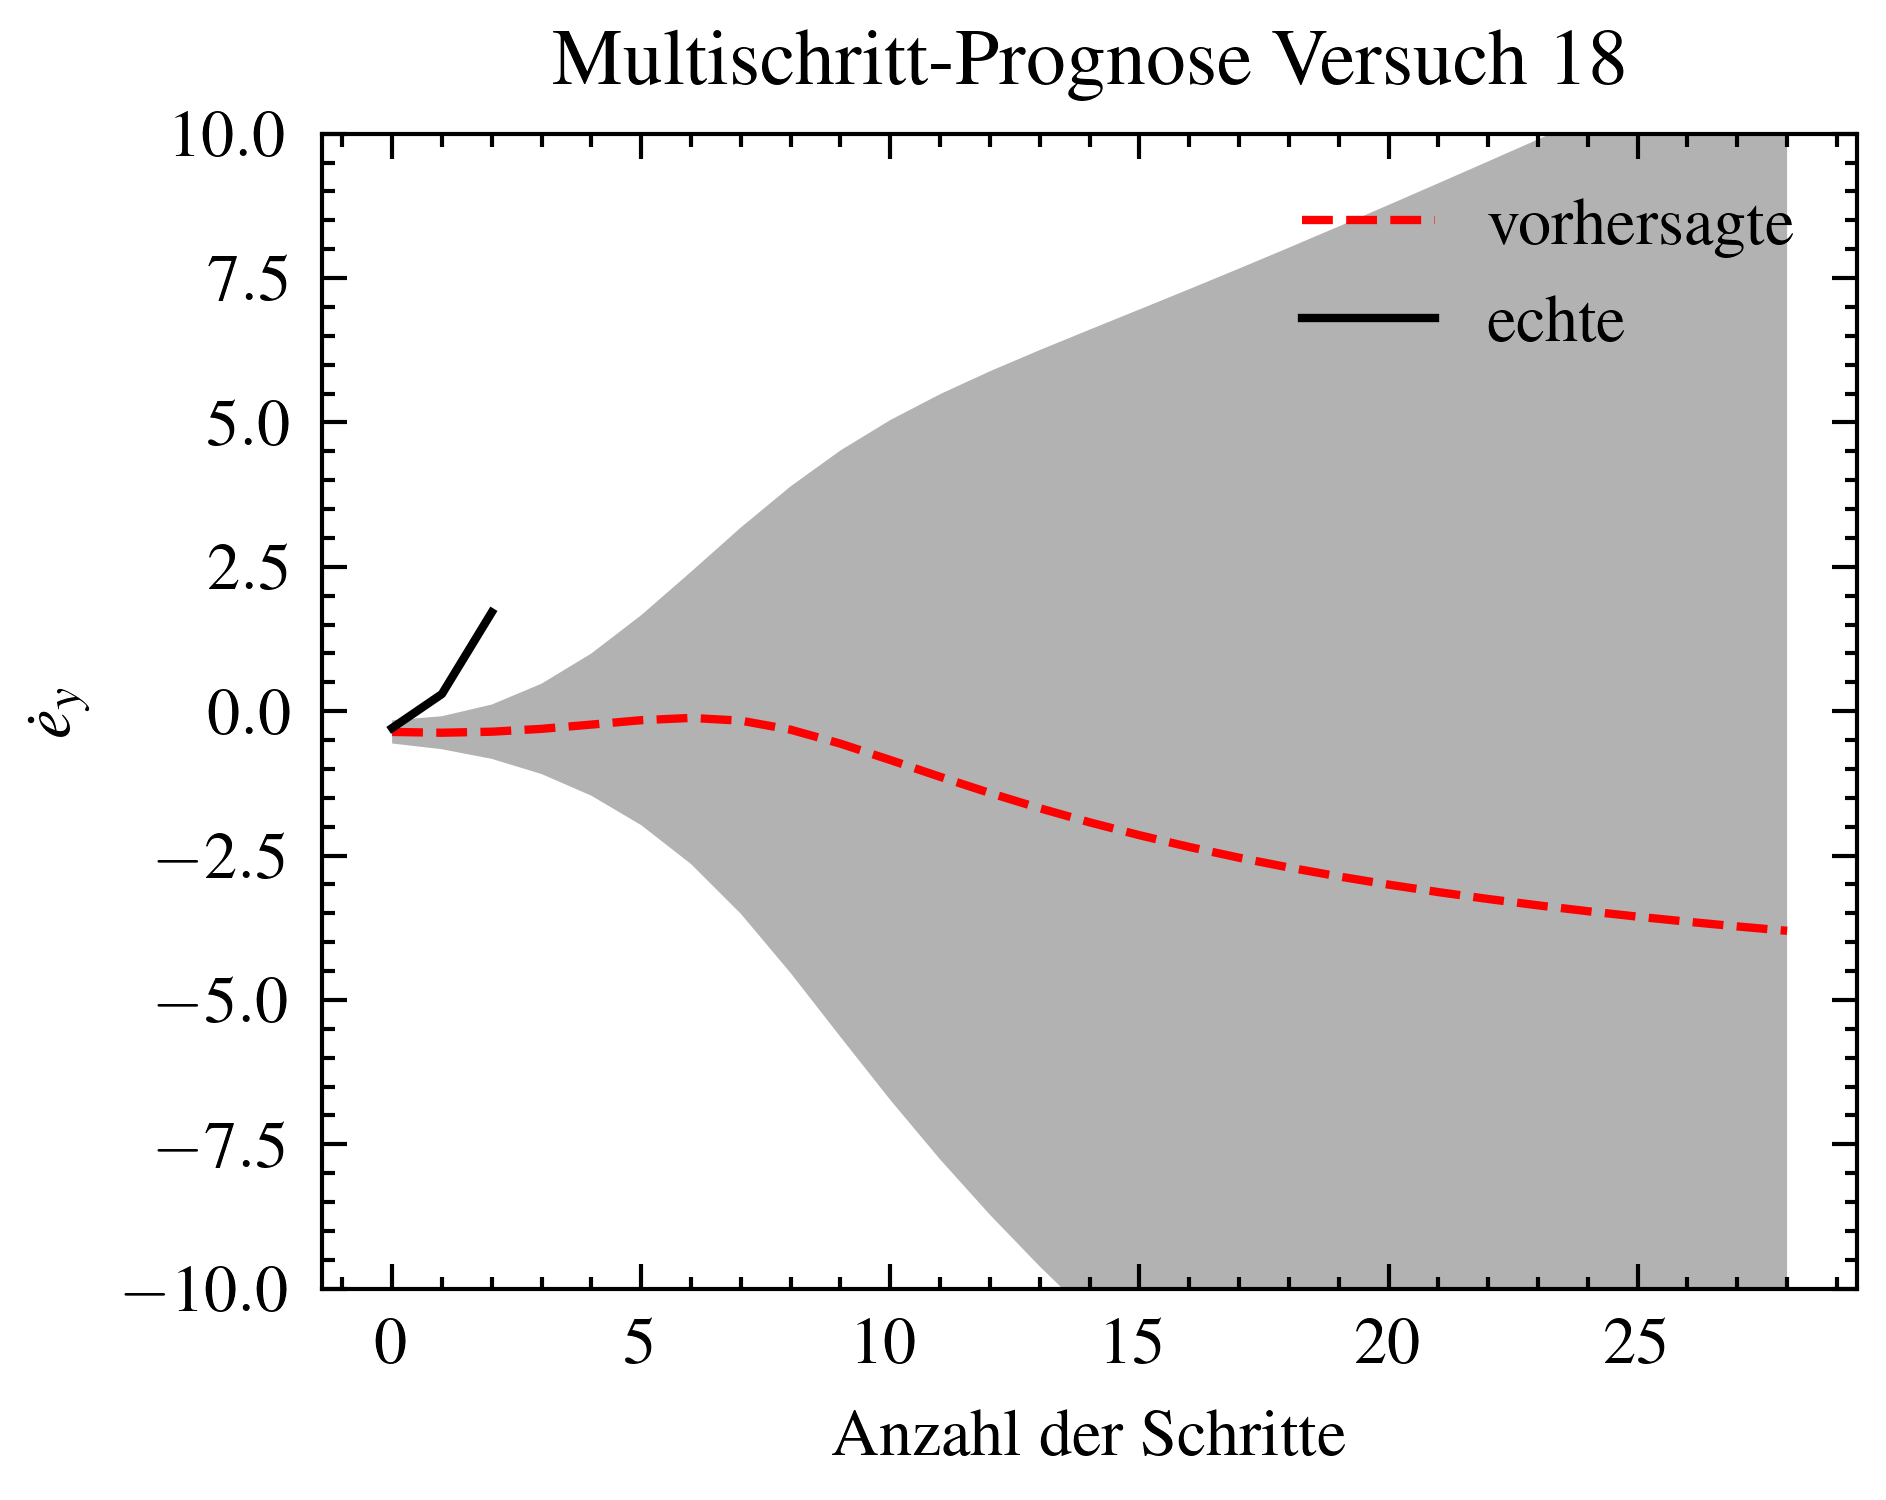 Multischritt-Prognose Versuch 18
10.0
7.5
5.0
2.5
0.0
−2.5
−5.0
−7.5
−10.0
ėy
vorhersagte
echte
0 5 10 15 20 25
Anzahl der Schritte